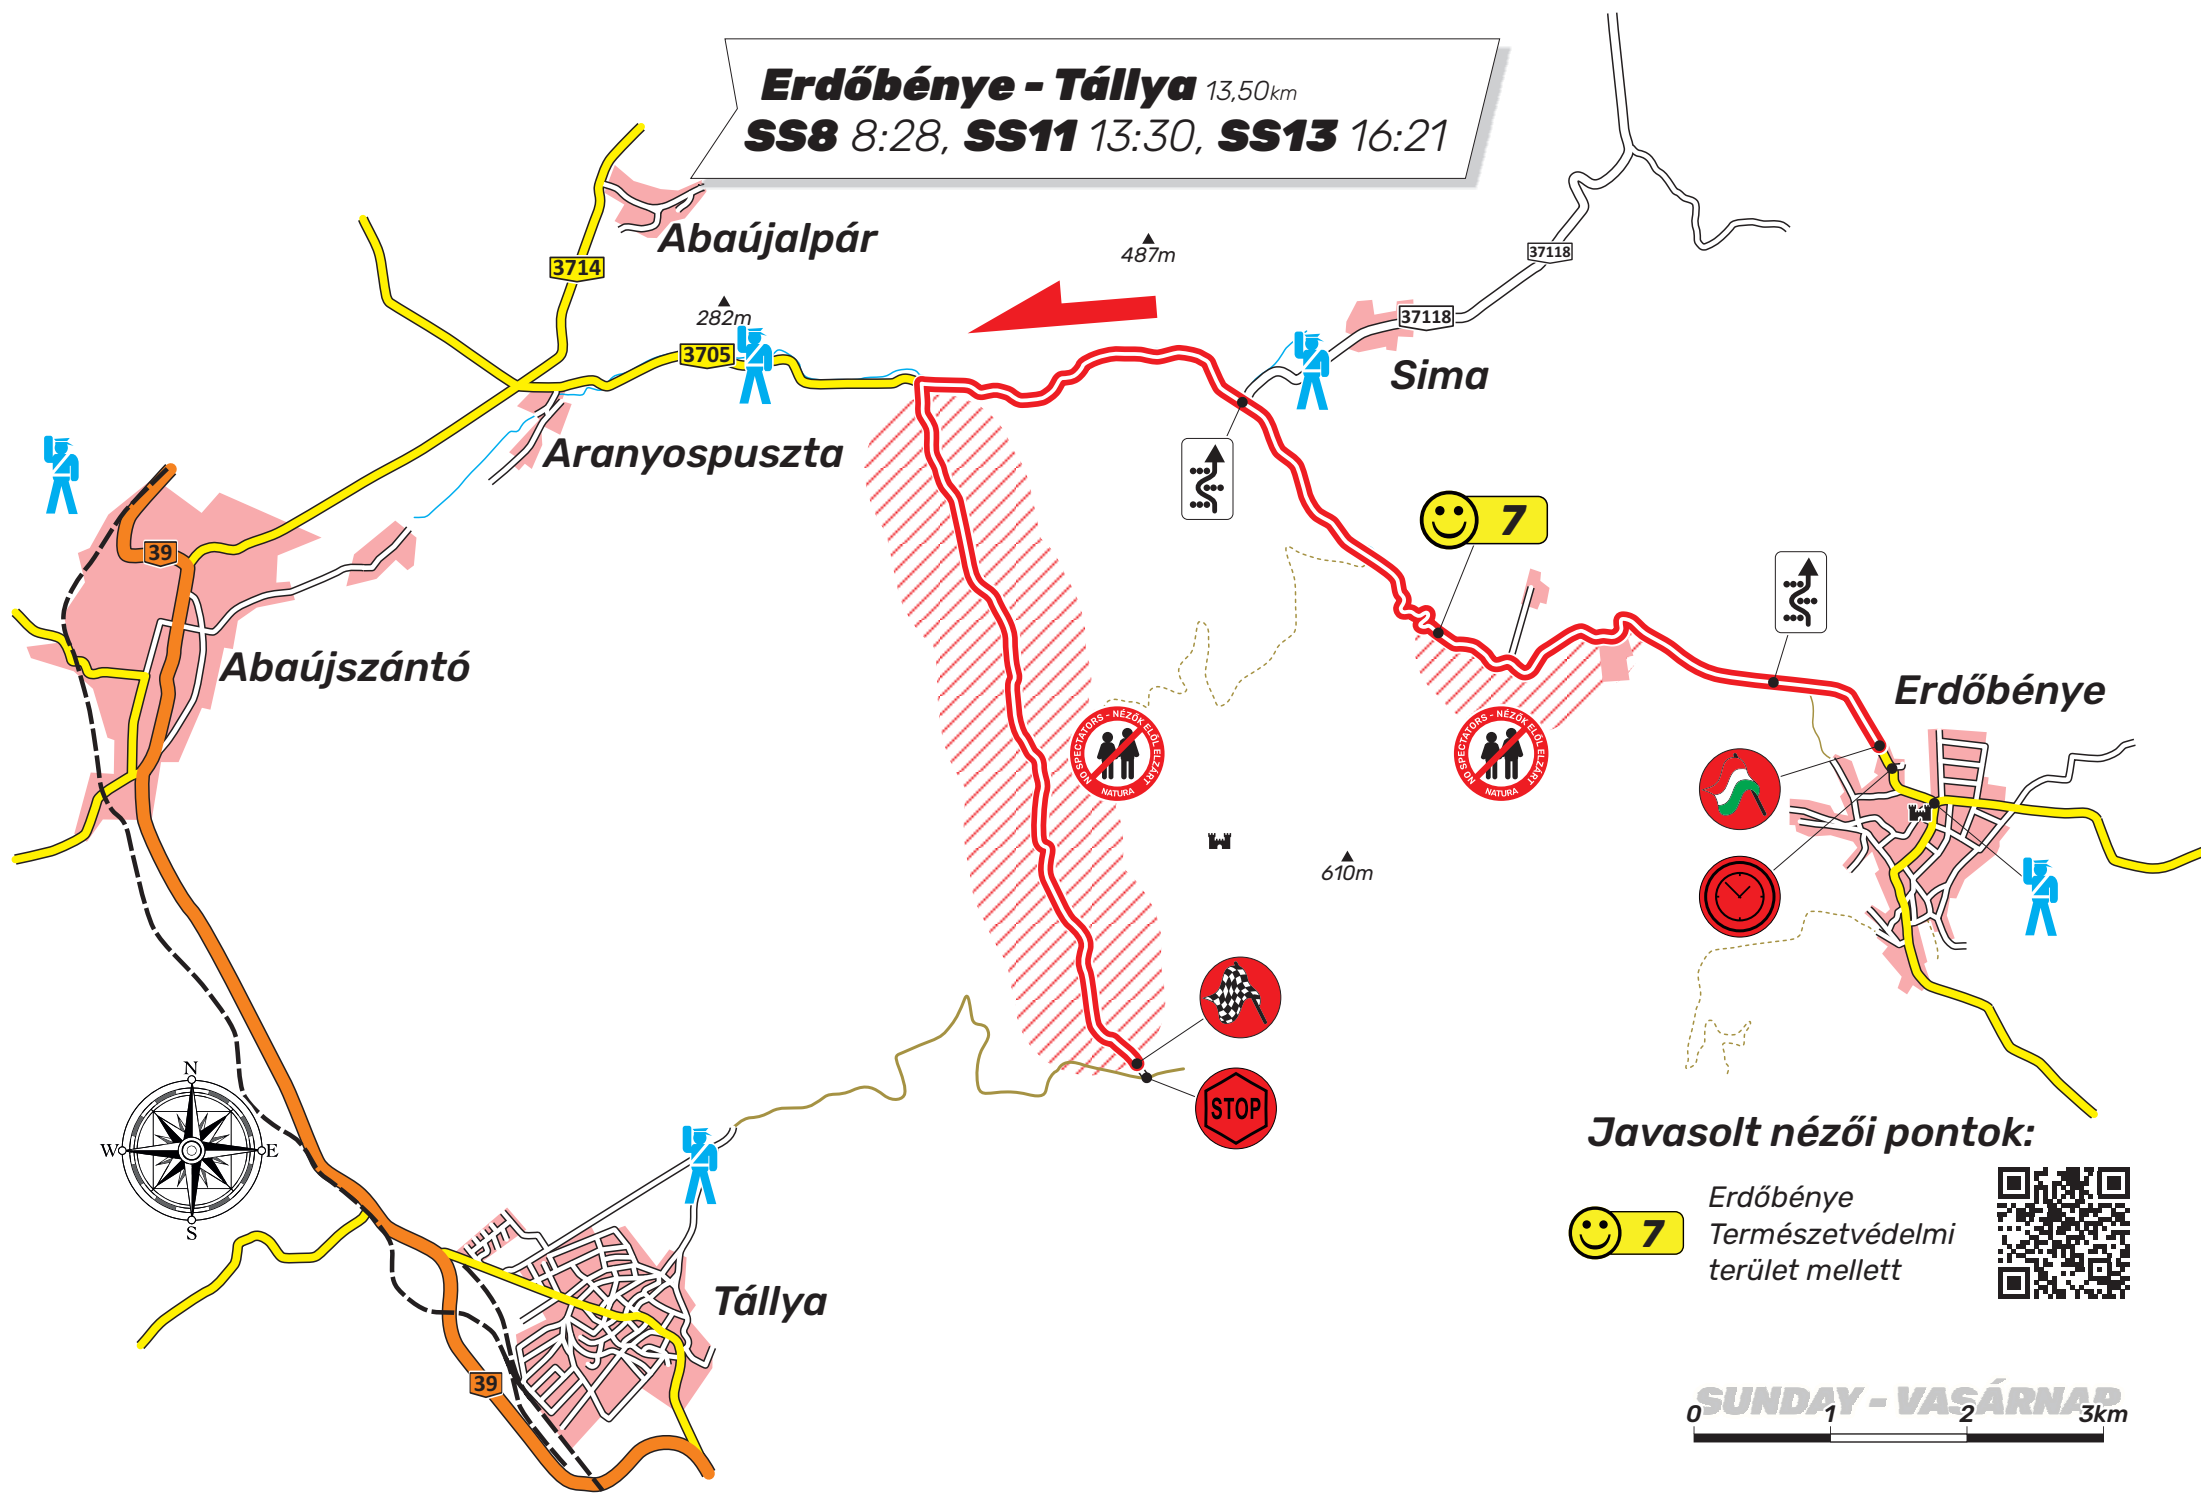 Erdőbénye - Tállya 13,50km
SS8 8:28, SS11 13:30, SS13 16:21
Abaújalpár
3714
487m
37118
282m
37118
3705
Sima
Aranyospuszta
7
39
Abaújszántó
Erdőbénye
NO SPECTATORS - NÉZŐK ELŐL ELZÁRT
NATURA
NO SPECTATORS - NÉZŐK ELŐL ELZÁRT
NATURA
610m
N
W E
S
STOP
Javasolt nézői pontok:
7
Erdőbénye
Természetvédelmi
terület mellett
Tállya
39
SUNDAY - VASÁRNAP
0 1 2 3km